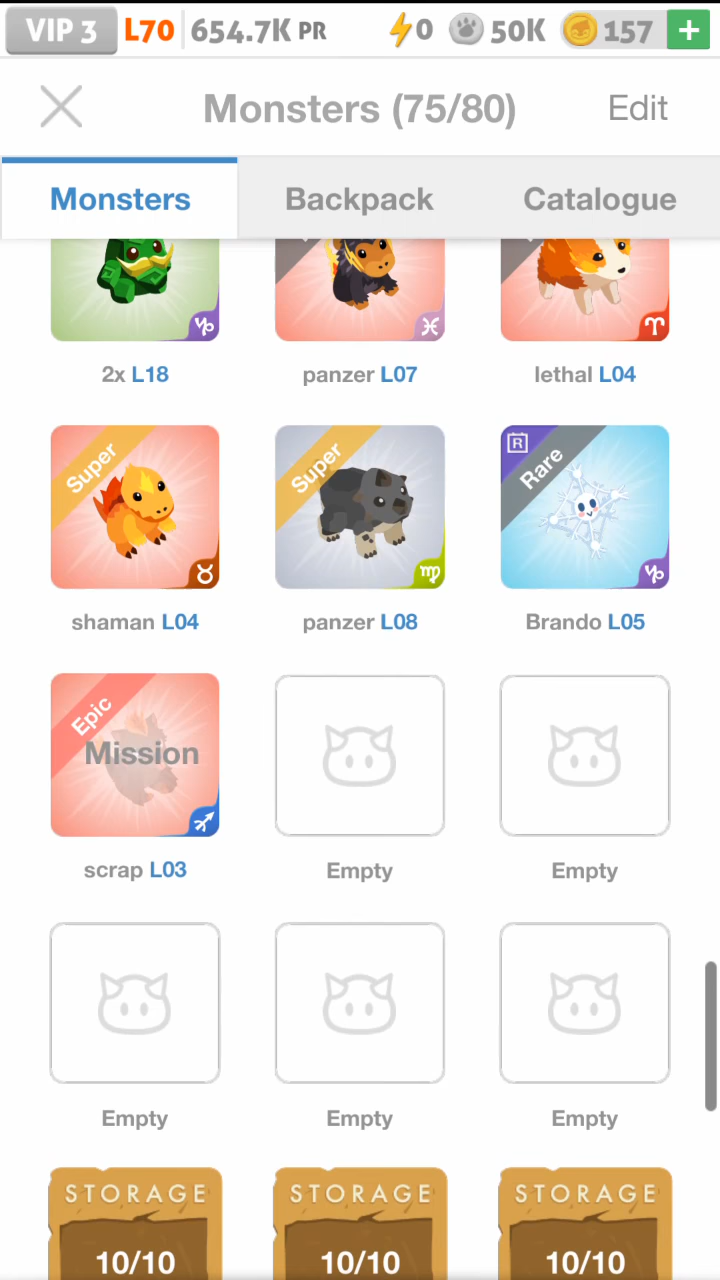 VIP 3 L70 654.7K PR 0 50K 157 +
Monsters (75/80) Edit
Monsters Backpack Catalogue
2x L18 panzer L07 lethal L04
Super Super R Rare
shaman L04 panzer L08 Brando L05
Epic
Mission
scrap L03 Empty Empty
Empty Empty Empty
STORAGE STORAGE STORAGE
10/10 10/10 10/10